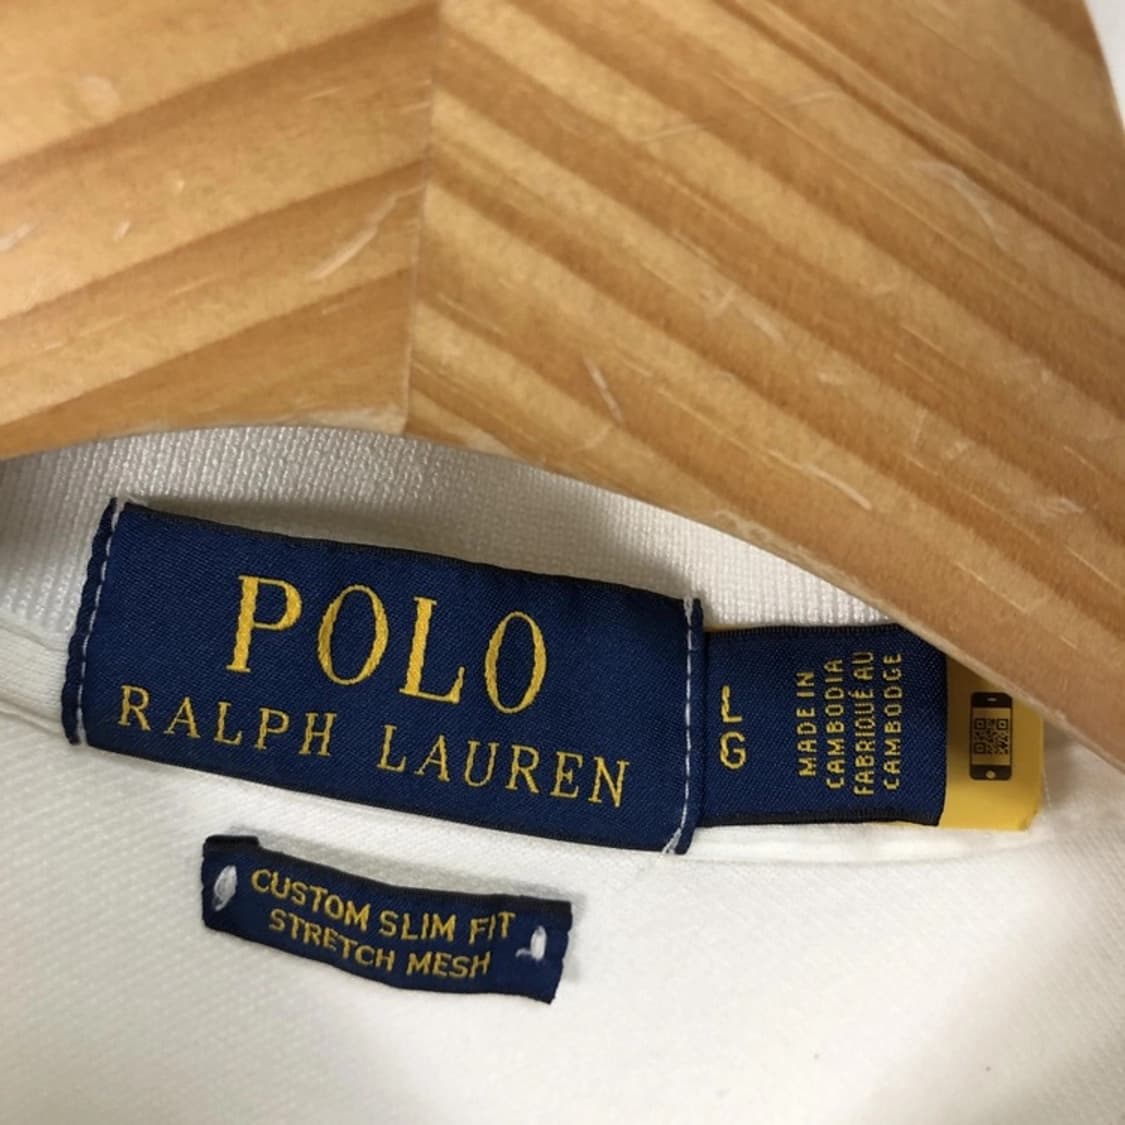 POLO
RALPH LAUREN
L
G
MADE IN
CAMBODIA
FABRIQUÉ AU
CAMBODGE
CUSTOM SLIM FIT
STRETCH MESH